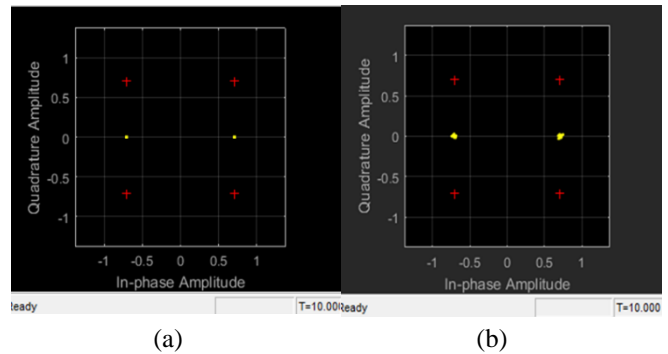 1
0.5
0
-0.5
-1
Quadrature Amplitude
-1 -0.5 0 0.5 1
In-phase Amplitude
Ready T=10.000
(a)
1
0.5
0
-0.5
-1
Quadrature Amplitude
-1 -0.5 0 0.5 1
In-phase Amplitude
Ready T=10.000
(b)